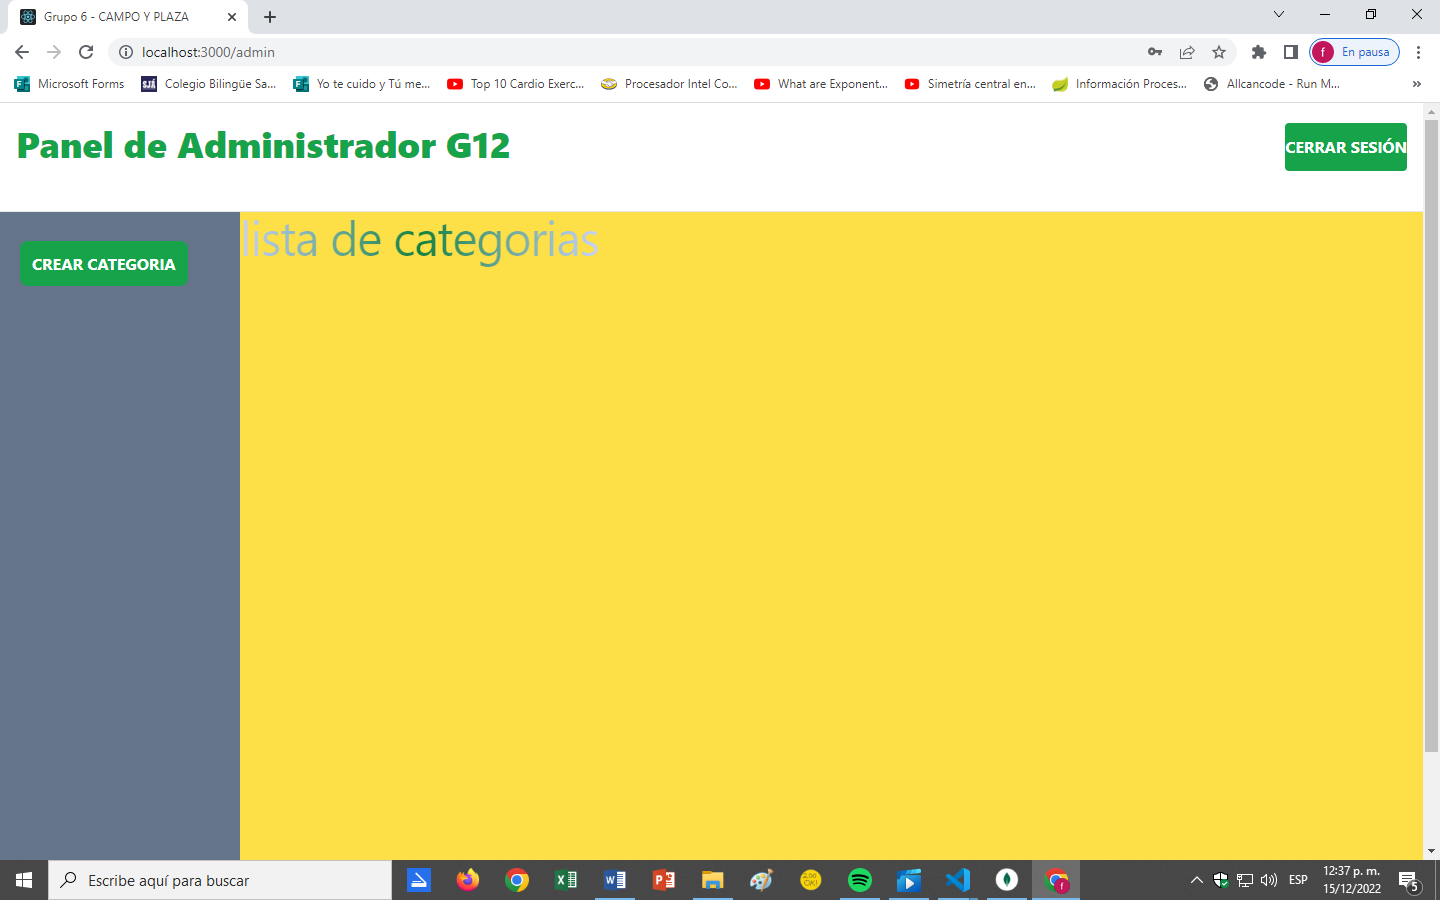 Grupo 6 - CAMPO Y PLAZA
localhost:3000/admin
f En pausa
Microsoft Forms Colegio Bilingüe Sa... Yo te cuido y Tú me... Top 10 Cardio Exerc... Procesador Intel Co... What are Exponent... Simetría central en... Información Proces... Allcancode - Run M... »
Panel de Administrador G12
CERRAR SESIÓN
CREAR CATEGORIA
lista de categorias
Escribe aquí para buscar
ESP
12:37 p. m.
15/12/2022
5